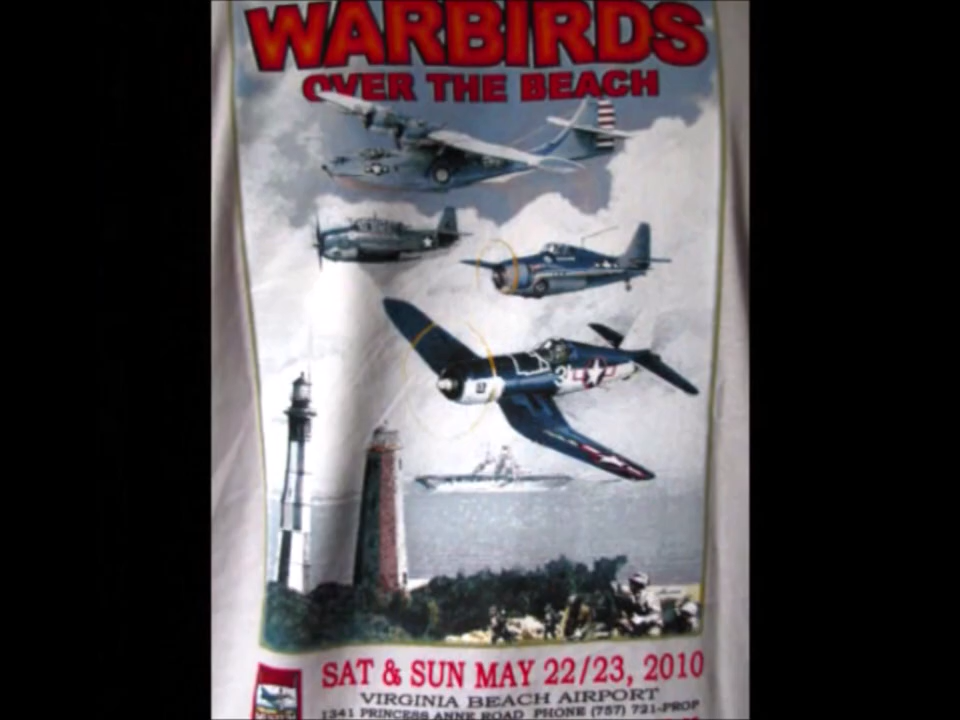 WARBIRDS
OVER THE BEACH
SAT & SUN MAY 22/23, 2010
VIRGINIA BEACH AIRPORT
1341 PRINCESS ANNE ROAD PHONE (757) 721-PROP